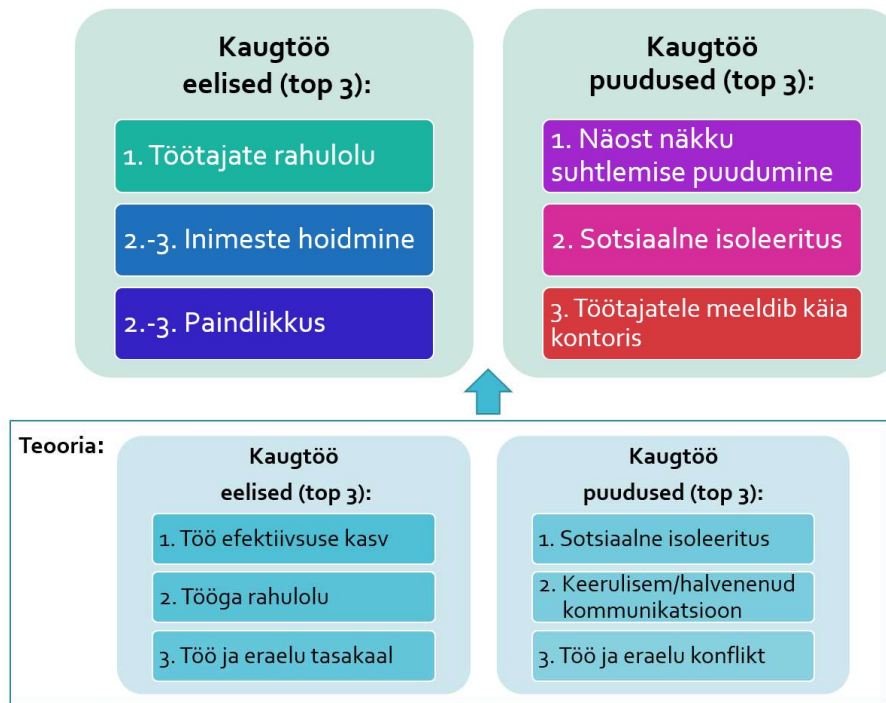 Kaugtöö
eelised (top 3):
1. Töötajate rahulolu
2.-3. Inimeste hoidmine
2.-3. Paindlikkus
Kaugtöö
puudused (top 3):
1. Näost näkku
suhtlemise puudumine
2. Sotsiaalne isoleeritus
3. Töötajatele meeldib käia
kontoris
Teooria:
Kaugtöö
eelised (top 3):
1. Töö efektiivsuse kasv
2. Tööga rahulolu
3. Töö ja eraelu tasakaal
Kaugtöö
puudused (top 3):
1. Sotsiaalne isoleeritus
2. Keerulisem/halvenenud
kommunikatsioon
3. Töö ja eraelu konflikt